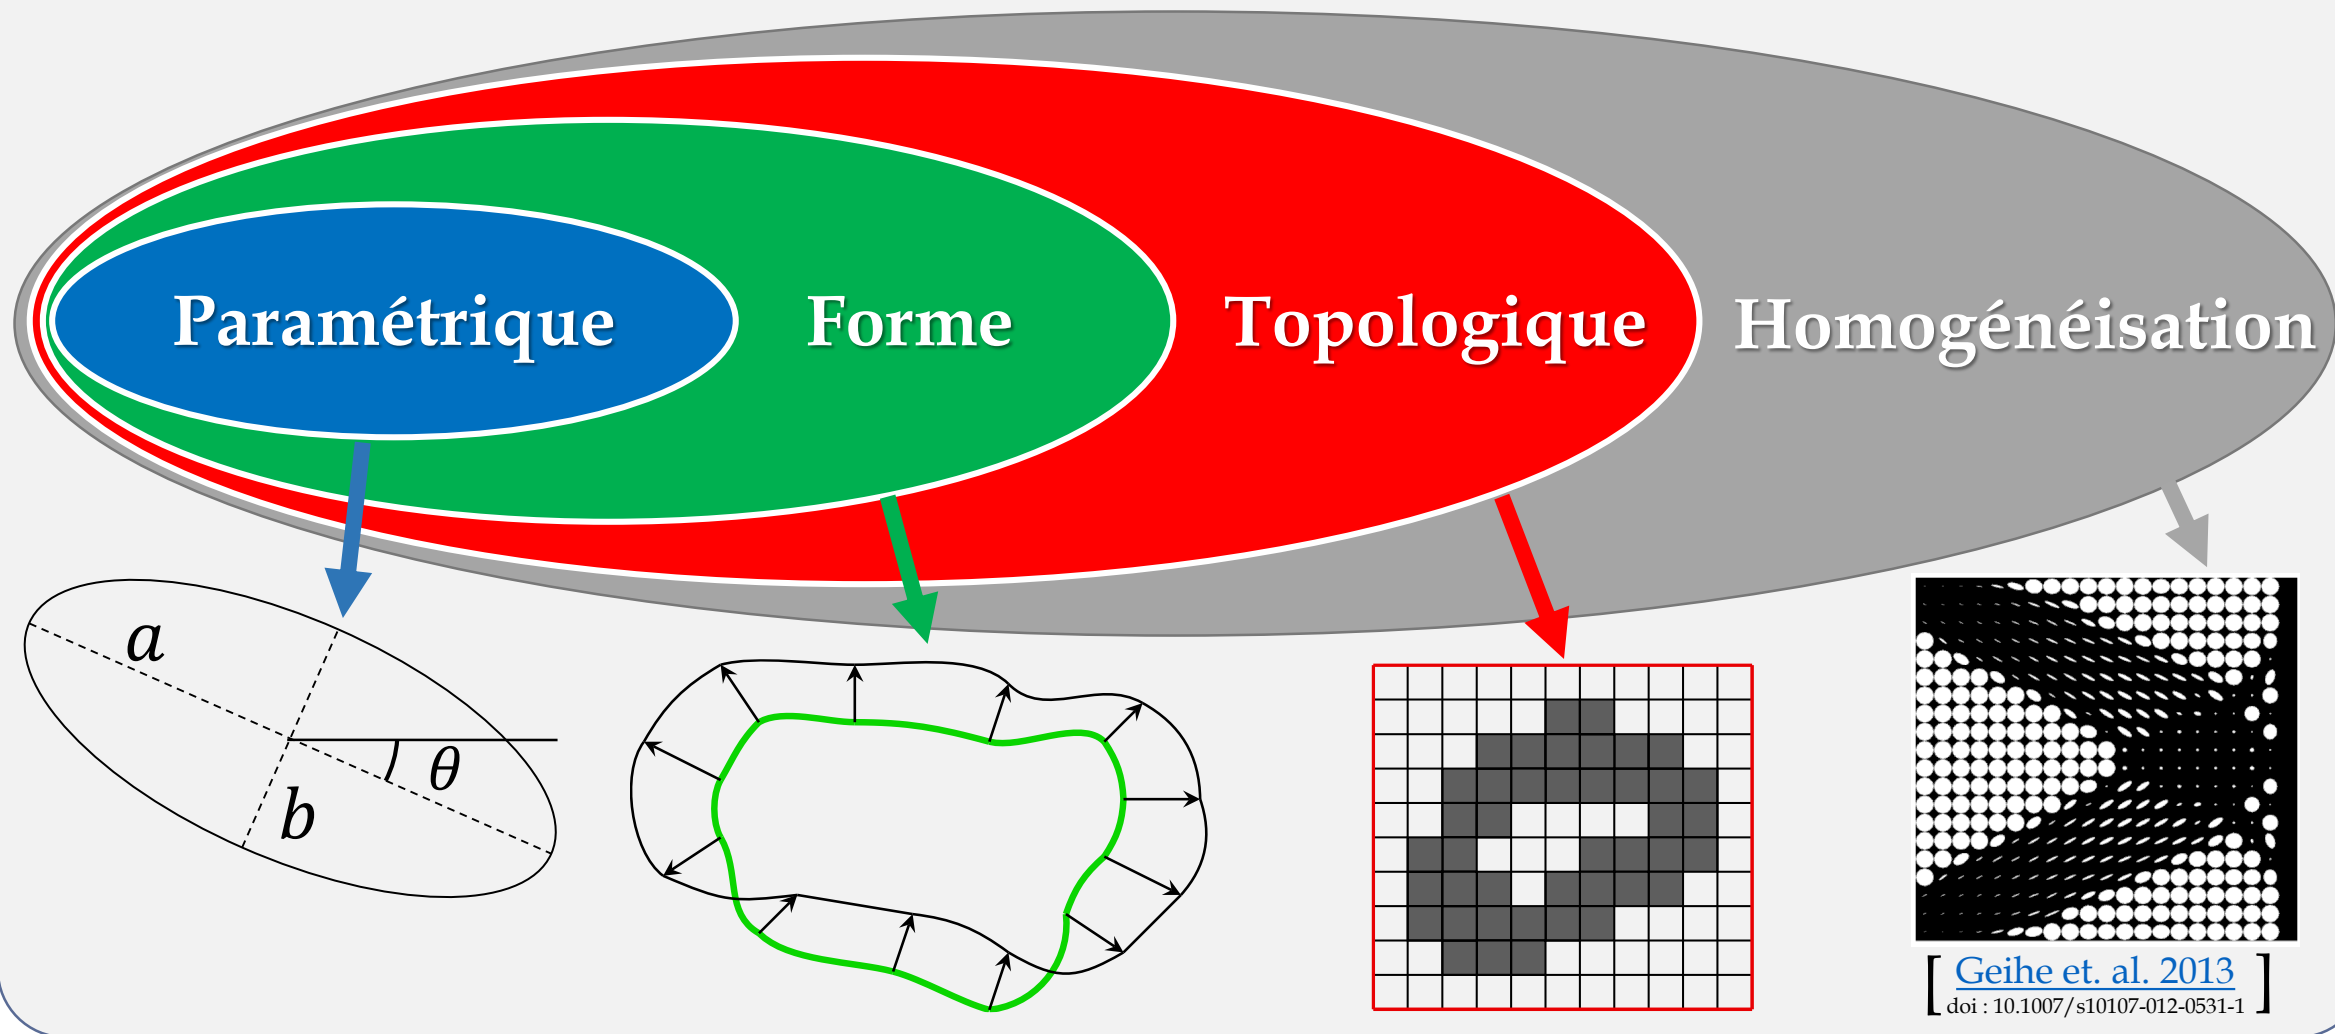 Paramétrique
Forme
Topologique
Homogénéisation
a
b
θ
[ Geihe et. al. 2013
doi : 10.1007/s10107-012-0531-1 ]